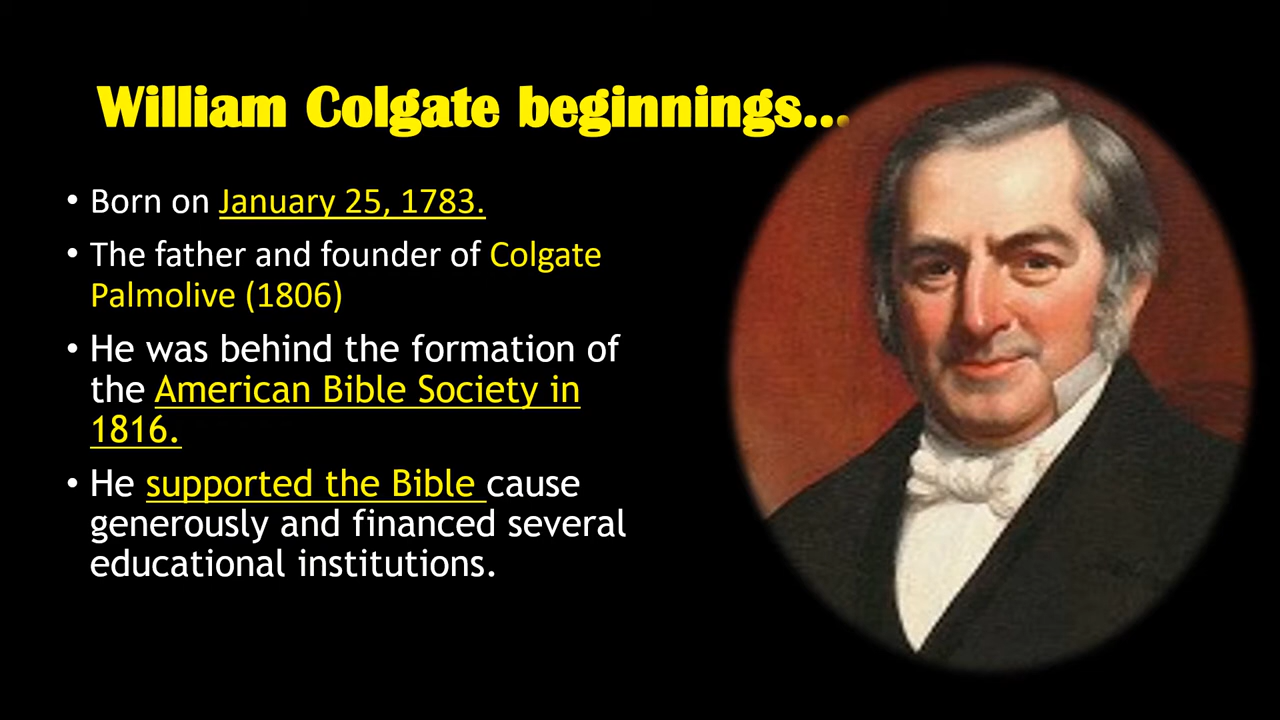 William Colgate beginnings...
• Born on January 25, 1783.
• The father and founder of Colgate
Palmolive (1806)
• He was behind the formation of
the American Bible Society in
1816.
• He supported the Bible cause
generously and financed several
educational institutions.